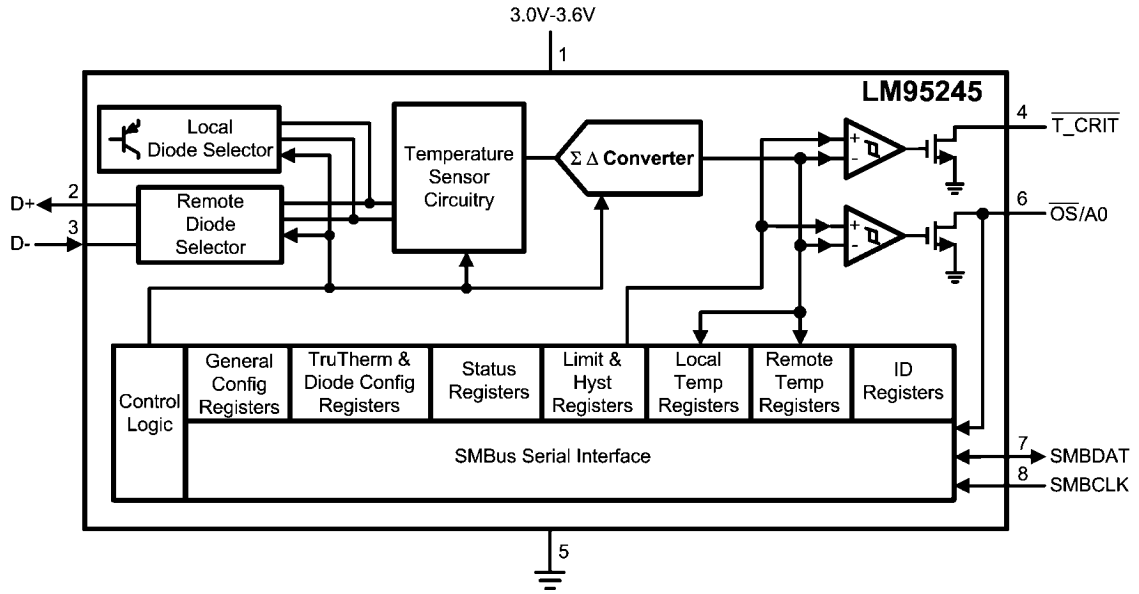 3.0V-3.6V
1
LM95245
Local
Diode Selector
Temperature
Sensor
Circuitry
Σ Δ Converter
+
-
4
T_CRIT
D+
2
D-
3
Remote
Diode
Selector
+
-
6
OS/A0
Control
Logic
General
Config
Registers
TruTherm &
Diode Config
Registers
Status
Registers
Limit &
Hyst
Registers
Local
Temp
Registers
Remote
Temp
Registers
ID
Registers
SMBus Serial Interface
7
SMBDAT
8
SMBCLK
5